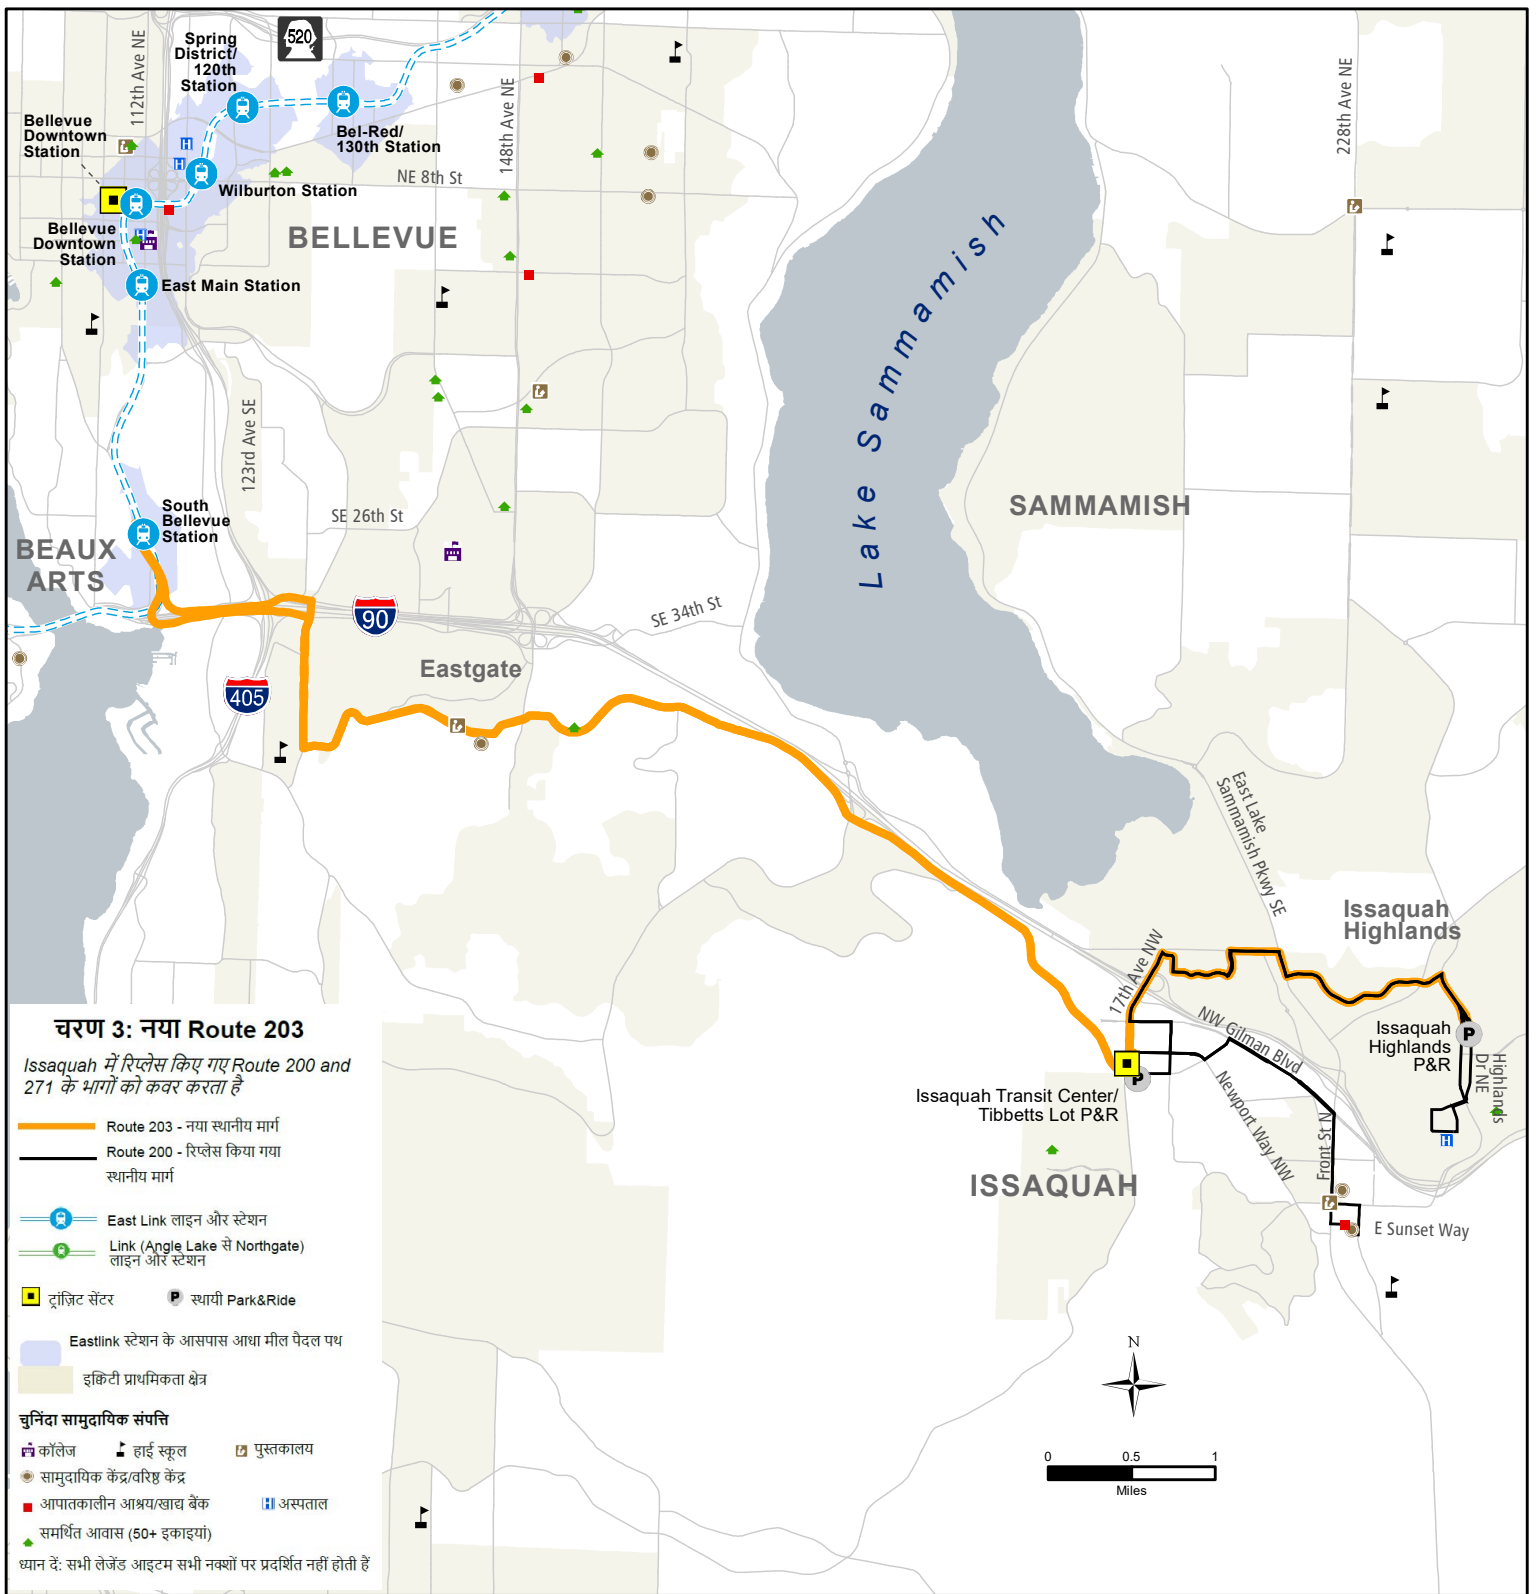 520
112th Ave NE
Spring
District/
120th
Station
Bellevue
Downtown
Station
Bel-Red/
130th Station
148th Ave NE
228th Ave NE
NE 8th St
Wilburton Station
BELLEVUE
Bellevue
Downtown
Station
East Main Station
Lake Sammamish
123rd Ave SE
South
Bellevue
Station
SE 26th St
SAMMAMISH
BEAUX
ARTS
90
SE 34th St
Eastgate
405
East Lake
Sammamish Pkwy SE
Issaquah
Highlands
17th Ave NW
NW Gilman Blvd
Issaquah
Highlands
P&R
P
Highlands
Dr NE
Issaquah Transit Center/
Tibbetts Lot P&R
P
Newport Way NW
Front St N
ISSAQUAH
E Sunset Way
H
H
H
H
चरण 3: नया Route 203
Issaquah में रिप्लेस किए गए Route 200 and
271 के भागों को कवर करता है
Route 203 - नया स्थानीय मार्ग
Route 200 - रिप्लेस किया गया
स्थानीय मार्ग
East Link लाइन और स्टेशन
Link (Angle Lake से Northgate)
लाइन और स्टेशन
ट्रांज़िट सेंटर
P स्थायी Park&Ride
Eastlink स्टेशन के आसपास आधा मील पैदल पथ
इक्विटी प्राथमिकता क्षेत्र
चुनिंदा सामुदायिक संपत्ति
कॉलेज हाई स्कूल पुस्तकालय
सामुदायिक केंद्र/वरिष्ठ केंद्र
आपातकालीन आश्रय/खाद्य बैंक H अस्पताल
समर्थित आवास (50+ इकाइयां)
ध्यान दें: सभी लेजेंड आइटम सभी नक्शों पर प्रदर्शित नहीं होती हैं
N
0 0.5 1
Miles